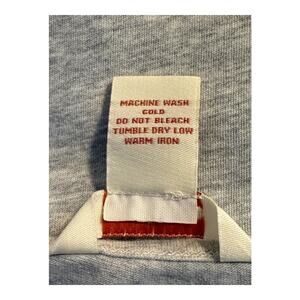 MACHINE WASH
COLD
DO NOT BLEACH
TUMBLE DRY LOW
WARM IRON